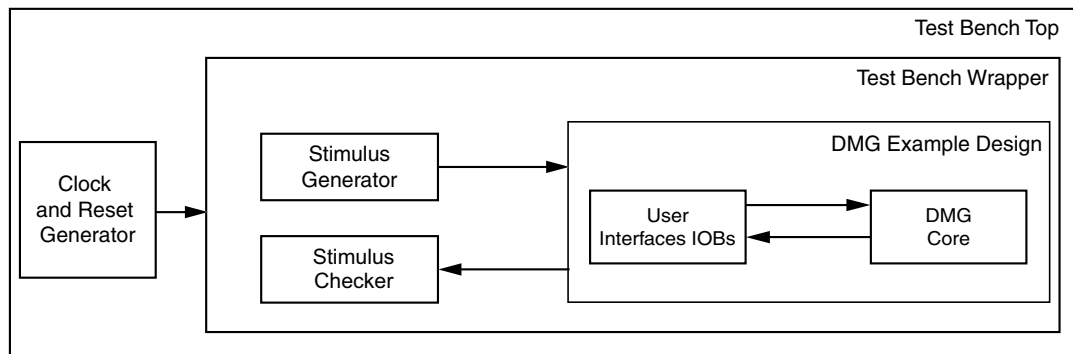 Test Bench Top
Test Bench Wrapper
DMG Example Design
Stimulus
Generator
Clock
and Reset
Generator
User
Interfaces IOBs
DMG
Core
Stimulus
Checker